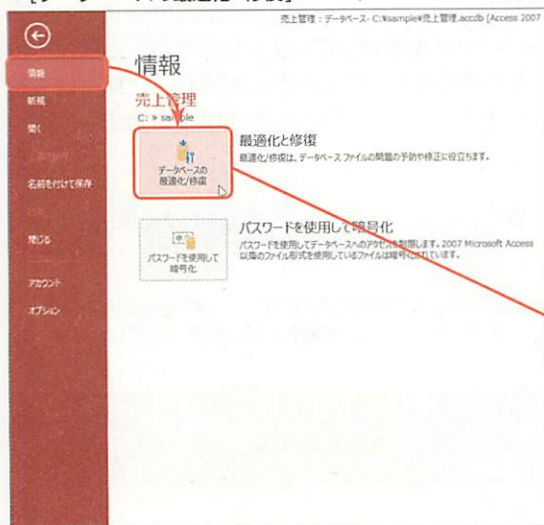 売上管理 : データベース- C:¥sample¥売上管理.accdb (Access 2007
情報
新規
開く
名前を付けて保存
閉じる
アカウント
オプション
情報
売上管理
C: » sample
データベースの
最適化/修復
最適化と修復
最適化/修復は、データベース ファイルの問題の予防や修正に役立ちます。
パスワードを使用して
暗号化
パスワードを使用して暗号化
パスワードを使用してデータベースへのアクセスを制限します。2007 Microsoft Access
以降のファイル形式を使用しているファイルは暗号化されています。